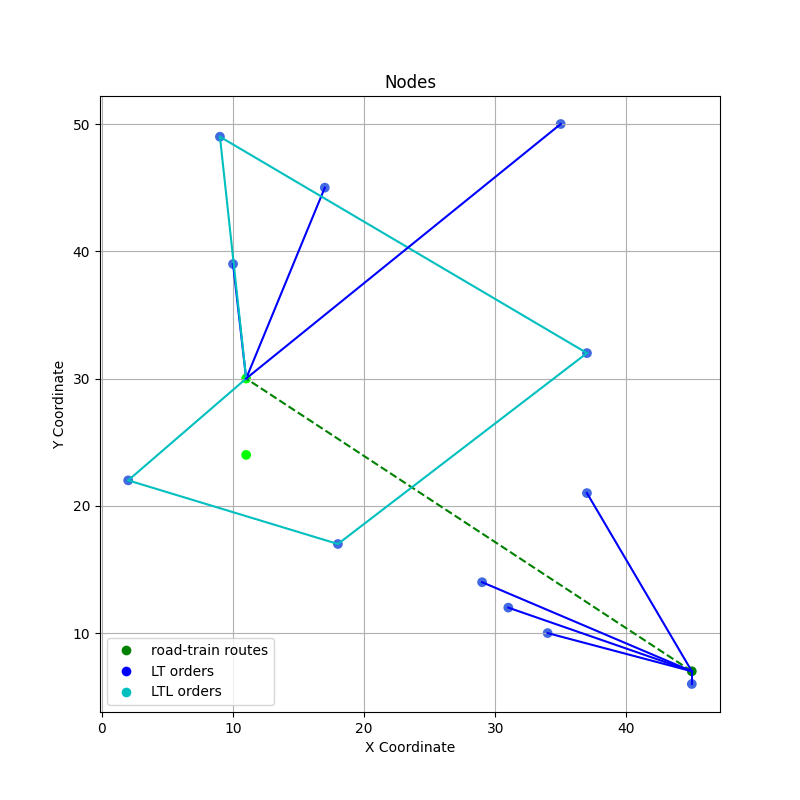 Nodes
50
40
30
20
10
Y Coordinate
road-train routes
LT orders
LTL orders
0 10 20 30 40
X Coordinate